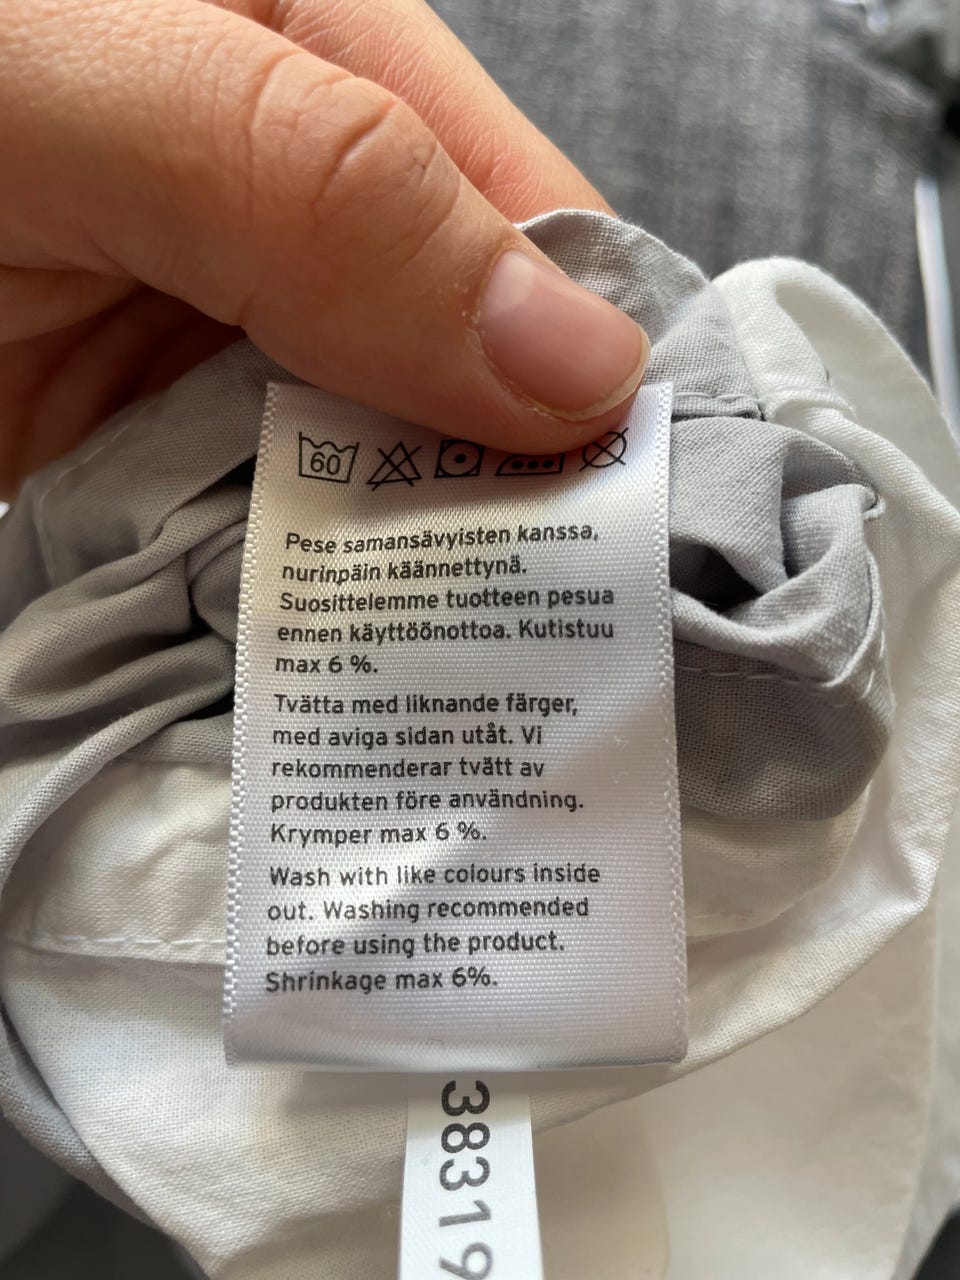 60
Pese samansävyisten kanssa,
nurinpäin käännettynä.
Suosittelemme tuotteen pesua
ennen käyttöönottoa. Kutistuu
max 6 %.
Tvätta med liknande färger,
med aviga sidan utåt. Vi
rekommenderar tvätt av
produkten före användning.
Krymper max 6 %.
Wash with like colours inside
out. Washing recommended
before using the product.
Shrinkage max 6%.
38319